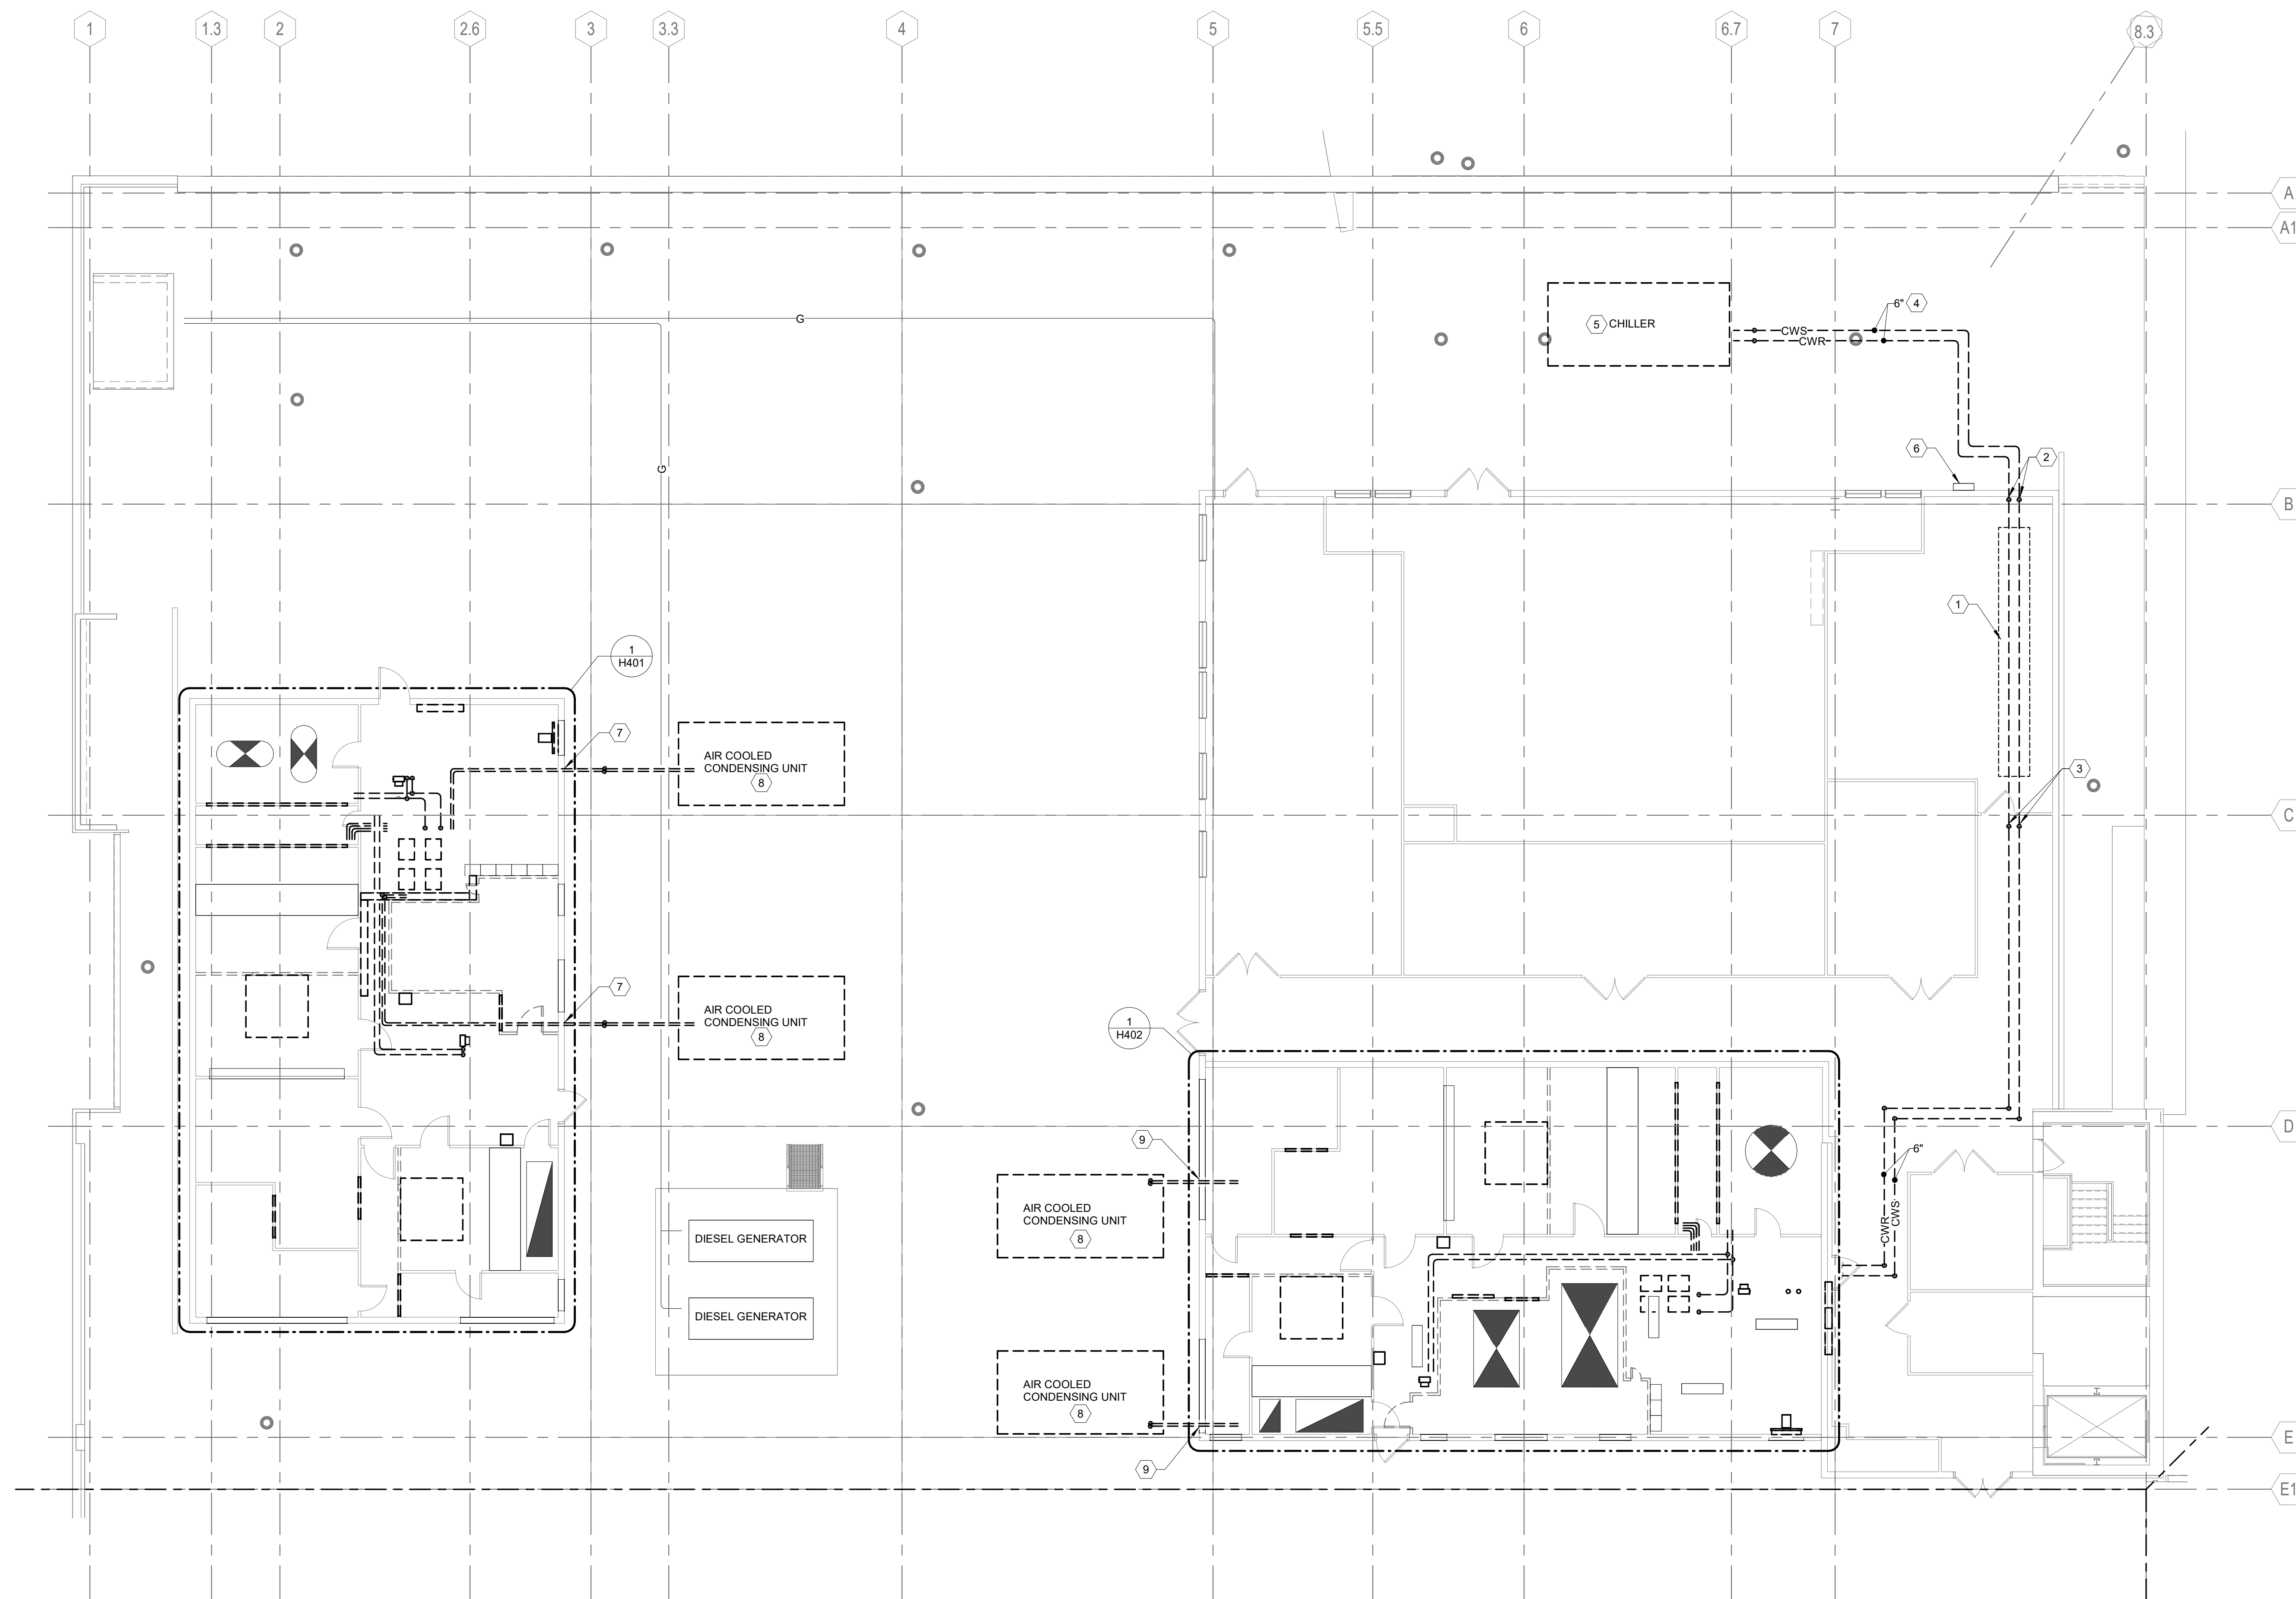 1
1.3
2
2.6
3
3.3
4
5
5.5
6
6.7
7
8.3
A
A1
G
5 CHILLER
CWS
CWR
6" 4
G
6
2
B
1
3
C
1
H401
7
AIR COOLED
CONDENSING UNIT
8
7
AIR COOLED
CONDENSING UNIT
8
1
H402
D
9
6"
CWR
CWS
AIR COOLED
CONDENSING UNIT
8
DIESEL GENERATOR
DIESEL GENERATOR
AIR COOLED
CONDENSING UNIT
8
9
E
E1